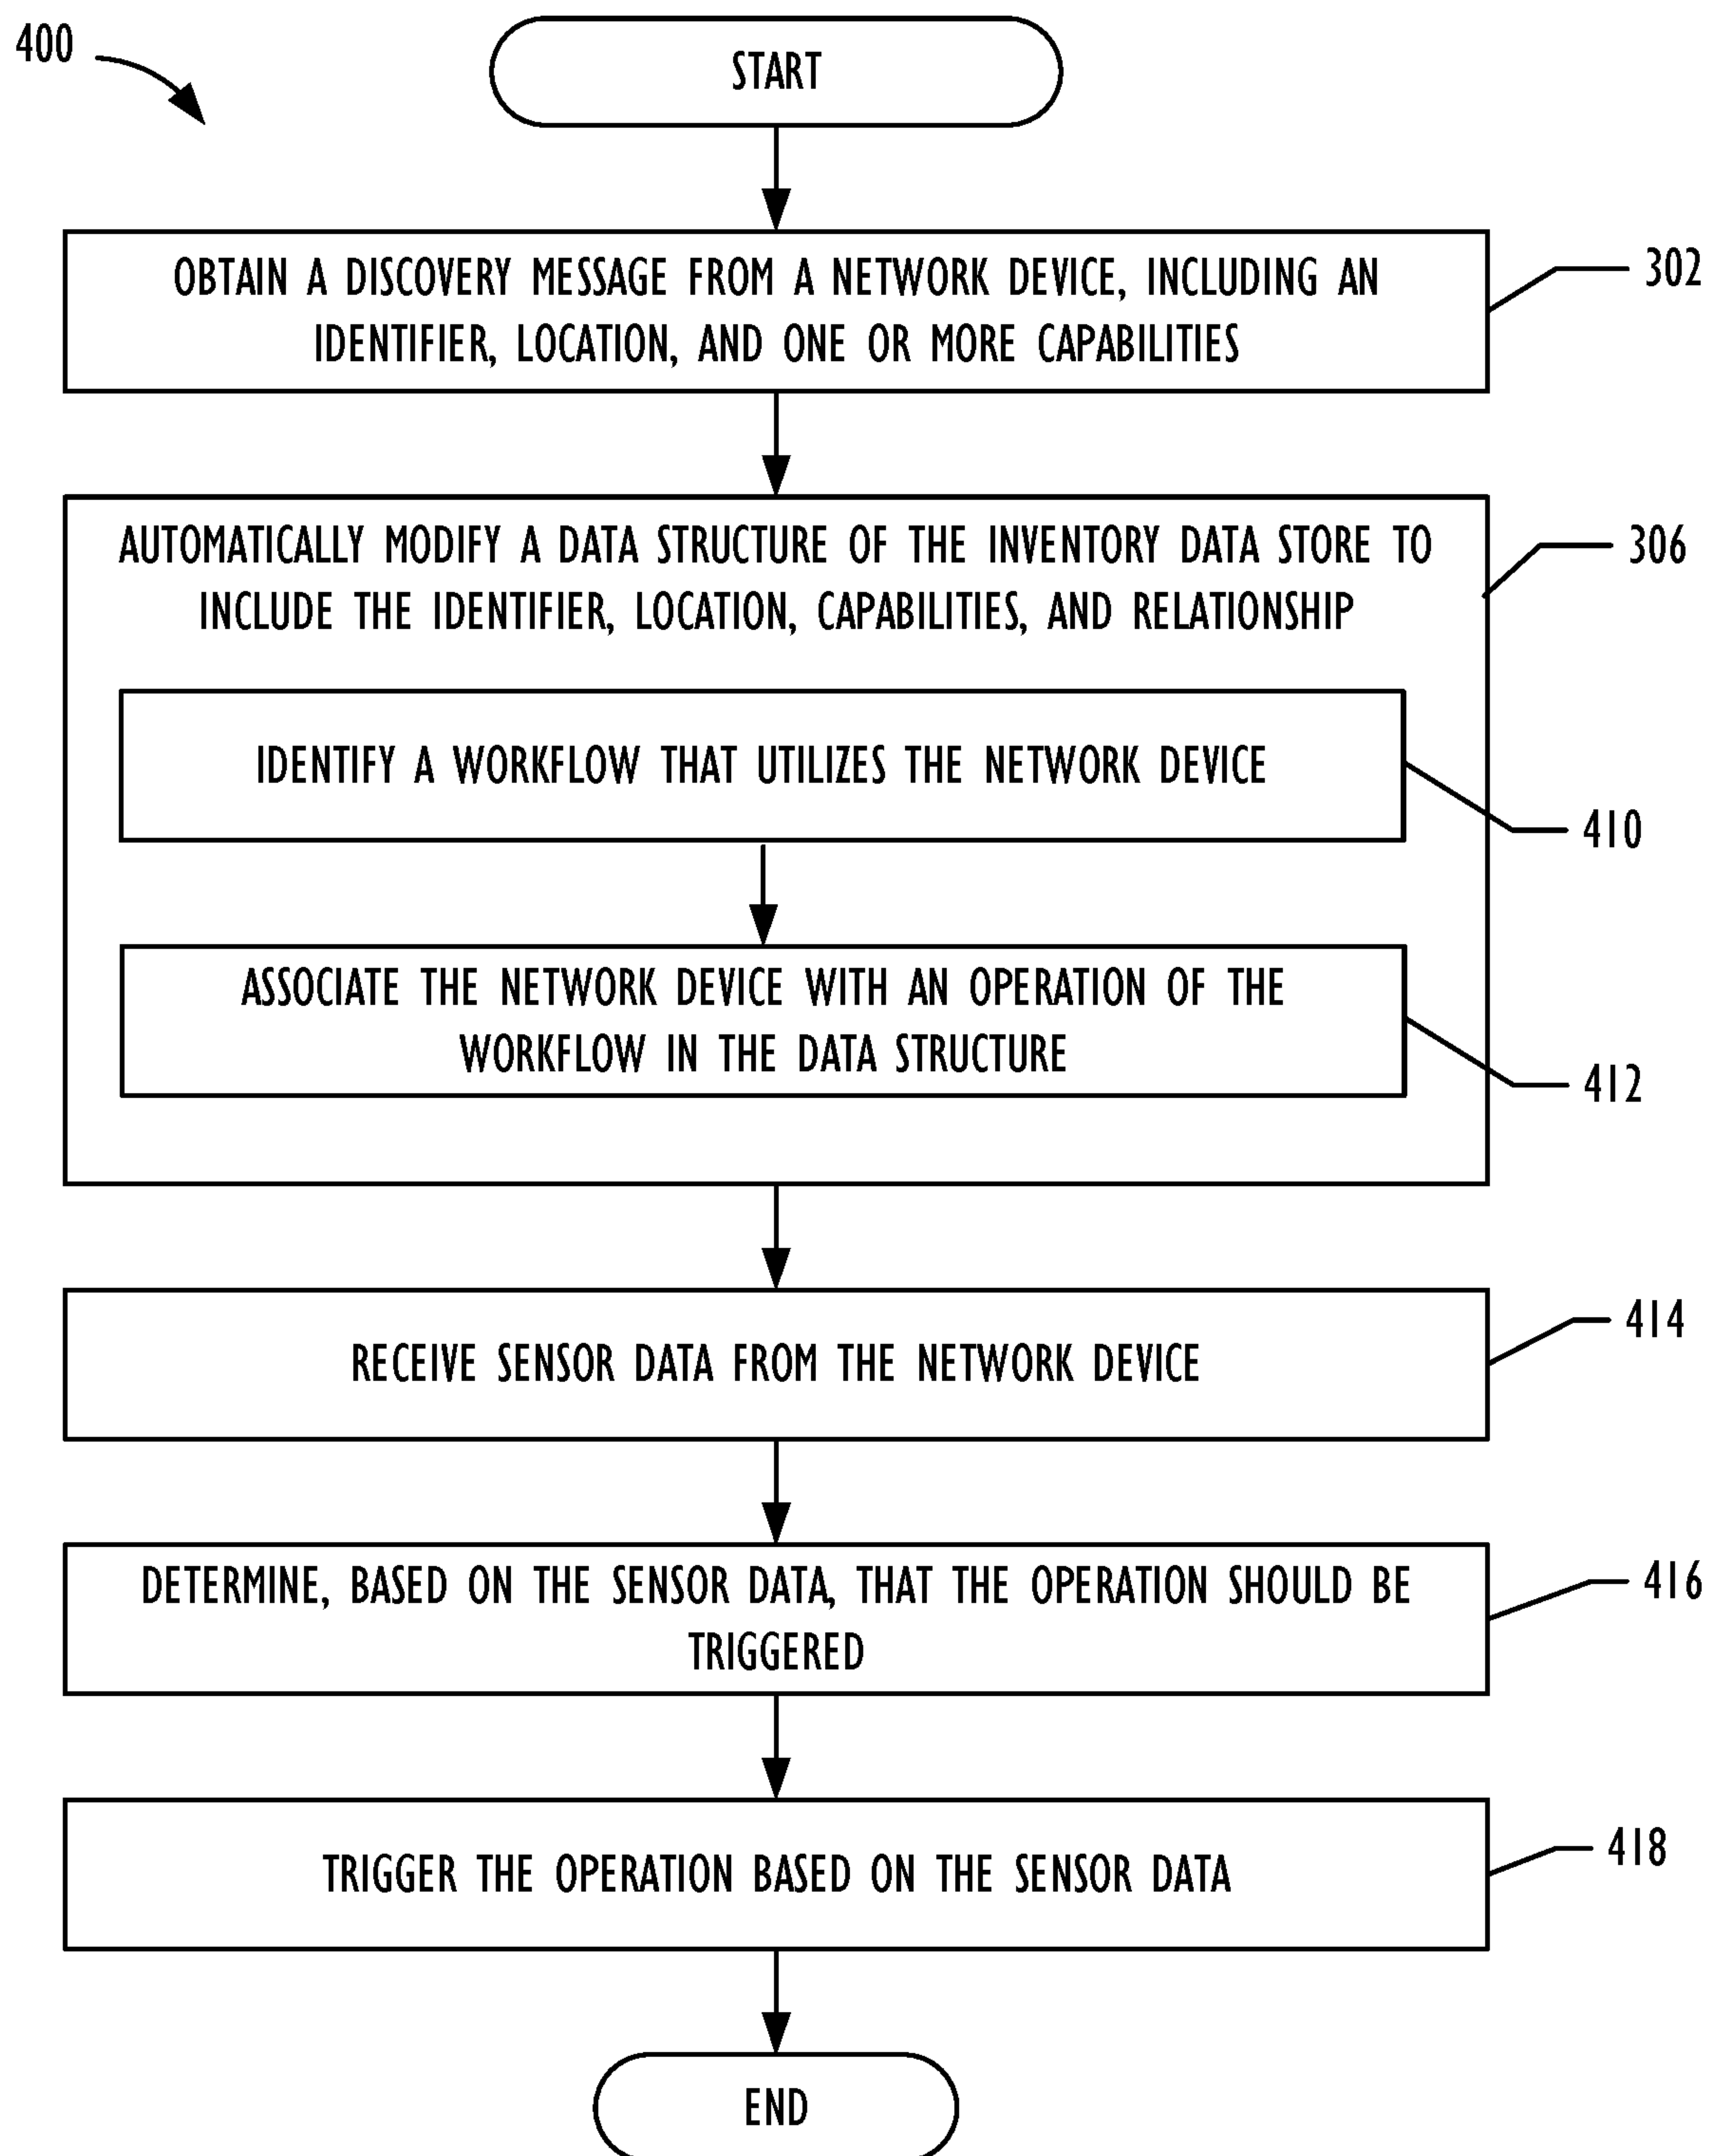 400
START
OBTAIN A DISCOVERY MESSAGE FROM A NETWORK DEVICE, INCLUDING AN
IDENTIFIER, LOCATION, AND ONE OR MORE CAPABILITIES
302
AUTOMATICALLY MODIFY A DATA STRUCTURE OF THE INVENTORY DATA STORE TO
INCLUDE THE IDENTIFIER, LOCATION, CAPABILITIES, AND RELATIONSHIP
306
IDENTIFY A WORKFLOW THAT UTILIZES THE NETWORK DEVICE
410
ASSOCIATE THE NETWORK DEVICE WITH AN OPERATION OF THE
WORKFLOW IN THE DATA STRUCTURE
412
RECEIVE SENSOR DATA FROM THE NETWORK DEVICE
414
DETERMINE, BASED ON THE SENSOR DATA, THAT THE OPERATION SHOULD BE
TRIGGERED
416
TRIGGER THE OPERATION BASED ON THE SENSOR DATA
418
END